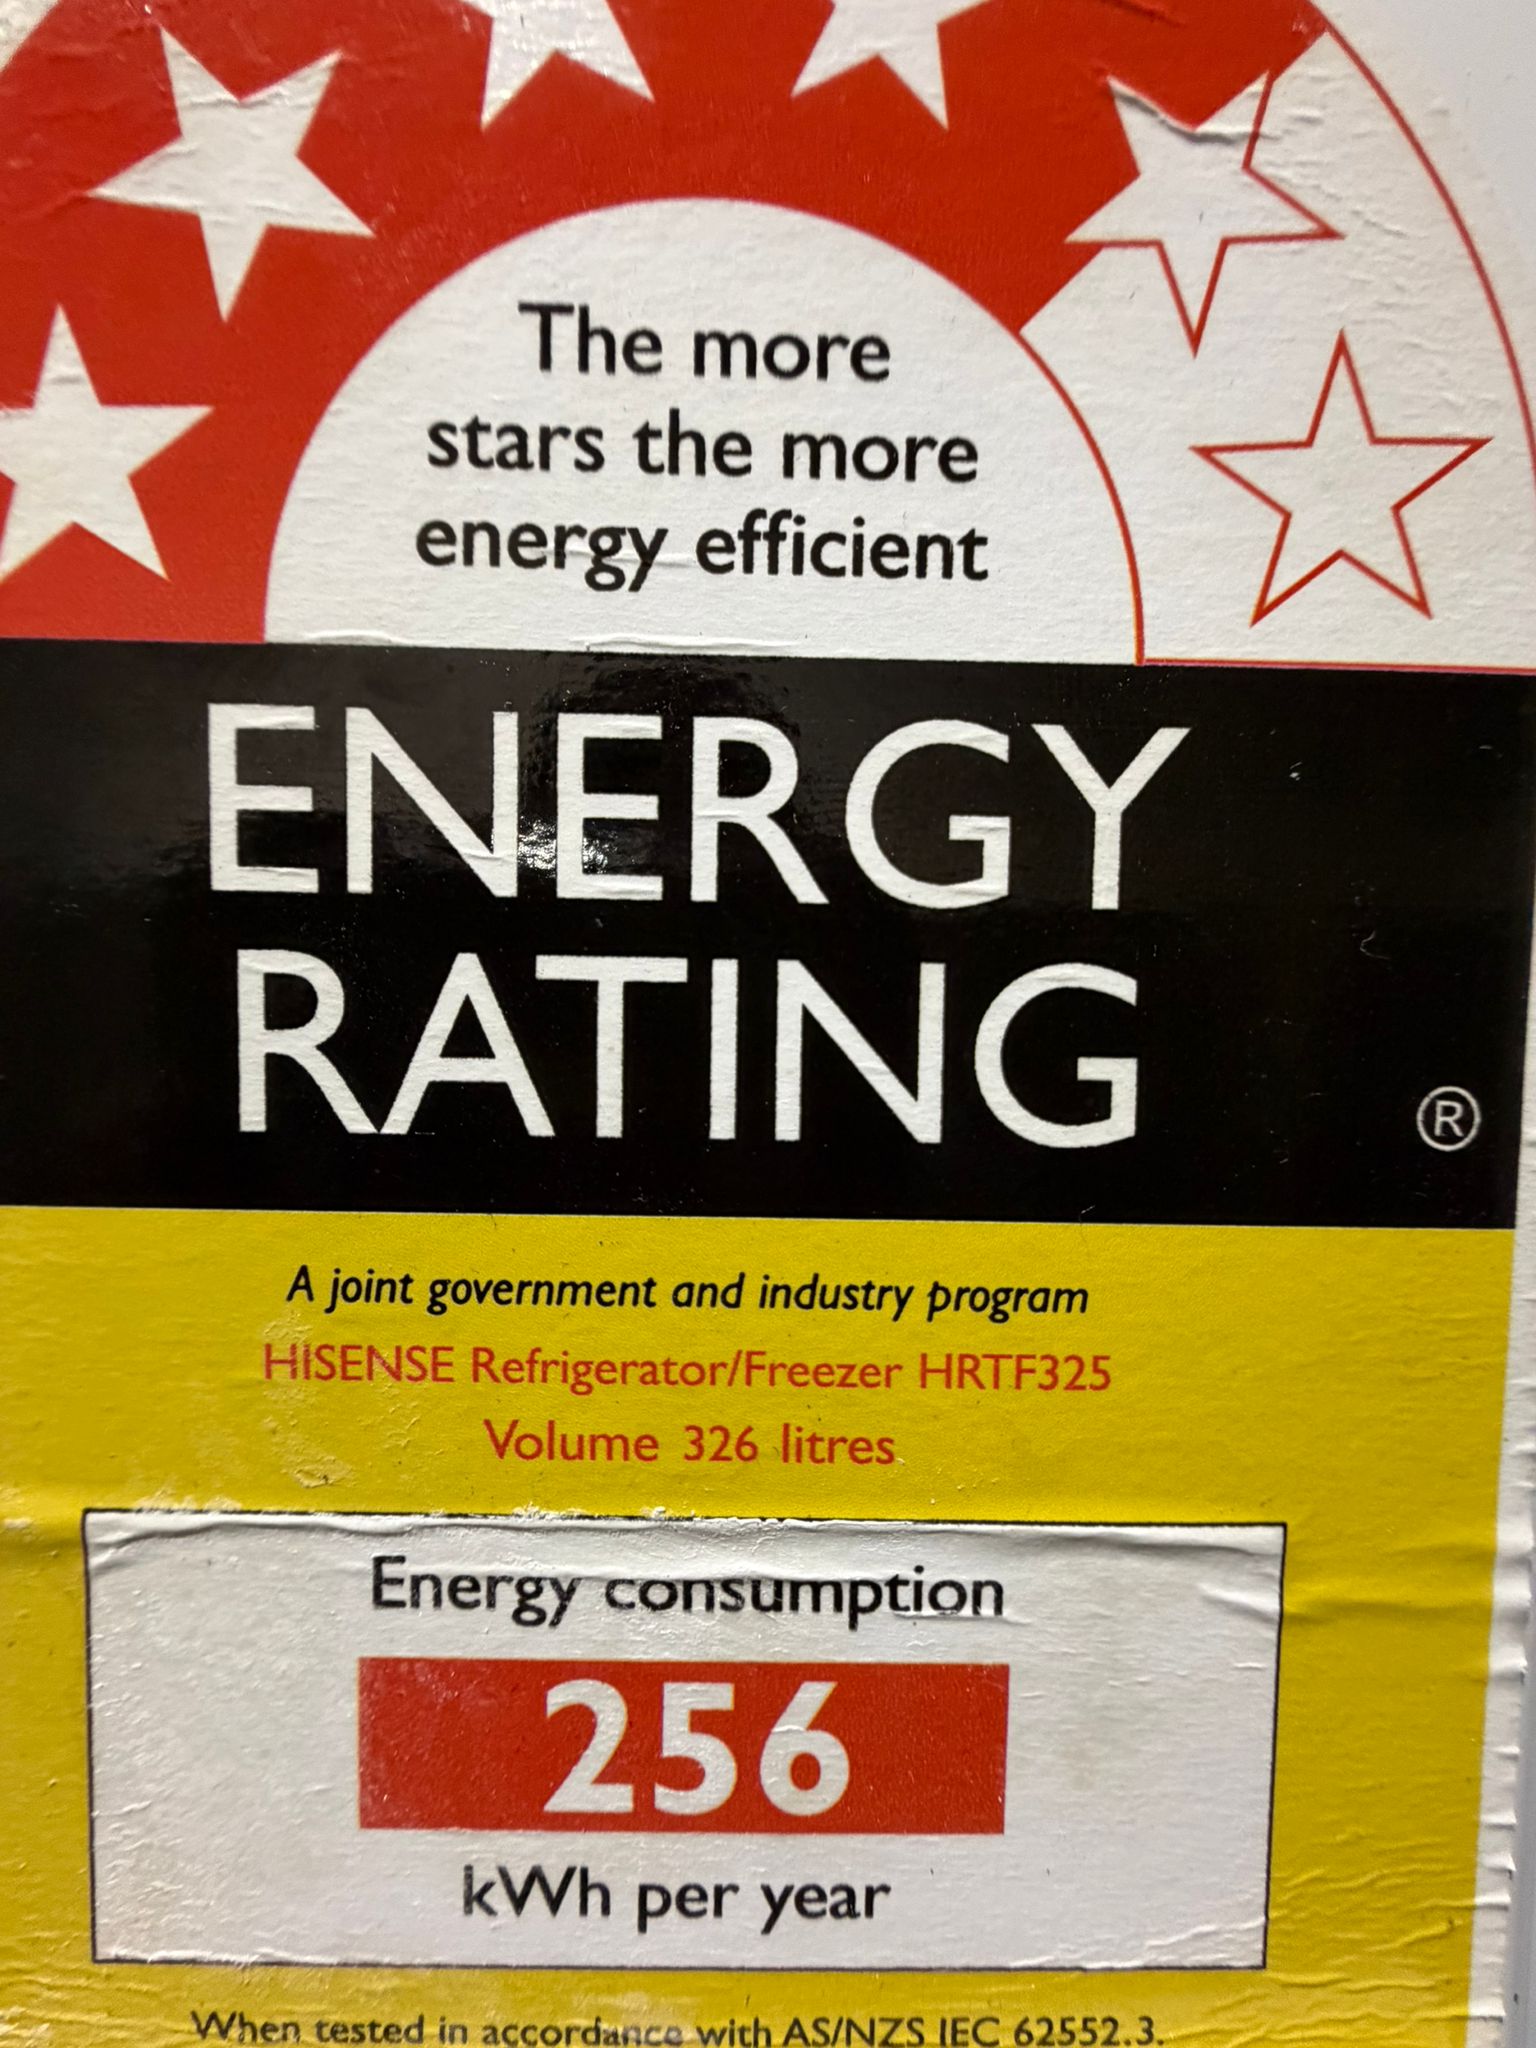 The more
stars the more
energy efficient
ENERGY
RATING
®
A joint government and industry program
HISENSE Refrigerator/Freezer HRTF325
Volume 326 litres
Energy consumption
256
kWh per year
When tested in accordance with AS/NZS IEC 62552.3.